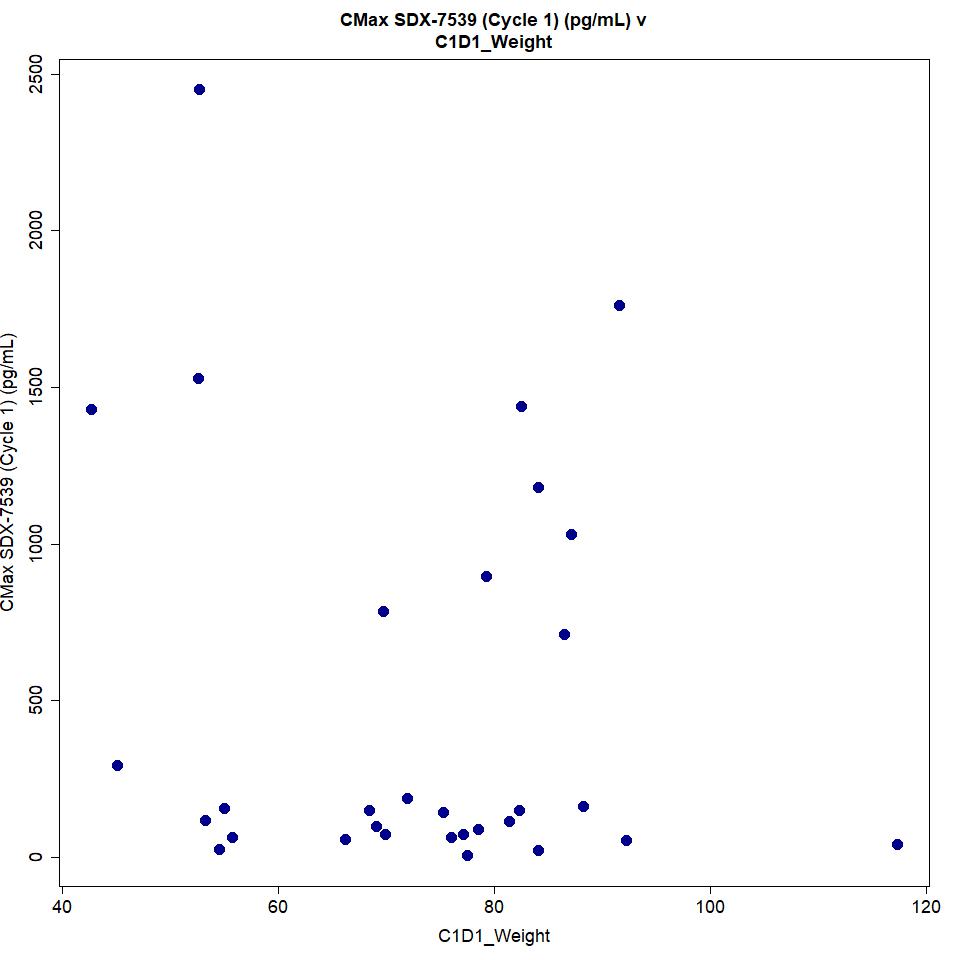 CMax SDX-7539 (Cycle 1) (pg/mL) v
C1D1_Weight
2500
2000
1500
1000
500
0
CMax SDX-7539 (Cycle 1) (pg/mL)
40 60 80 100 120
C1D1_Weight